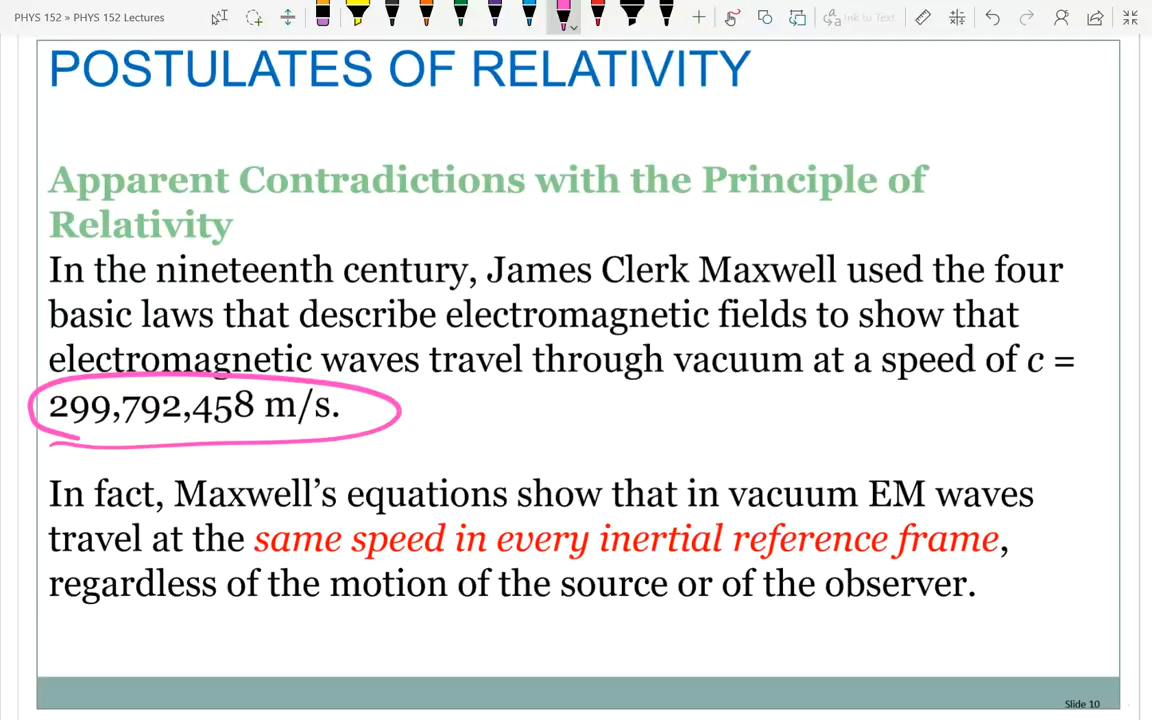 PHYS 152 » PHYS 152 Lectures
Ink to Text
POSTULATES OF RELATIVITY
Apparent Contradictions with the Principle of
Relativity
In the nineteenth century, James Clerk Maxwell used the four
basic laws that describe electromagnetic fields to show that
electromagnetic waves travel through vacuum at a speed of c =
299,792,458 m/s.
In fact, Maxwell’s equations show that in vacuum EM waves
travel at the same speed in every inertial reference frame,
regardless of the motion of the source or of the observer.
Slide 10